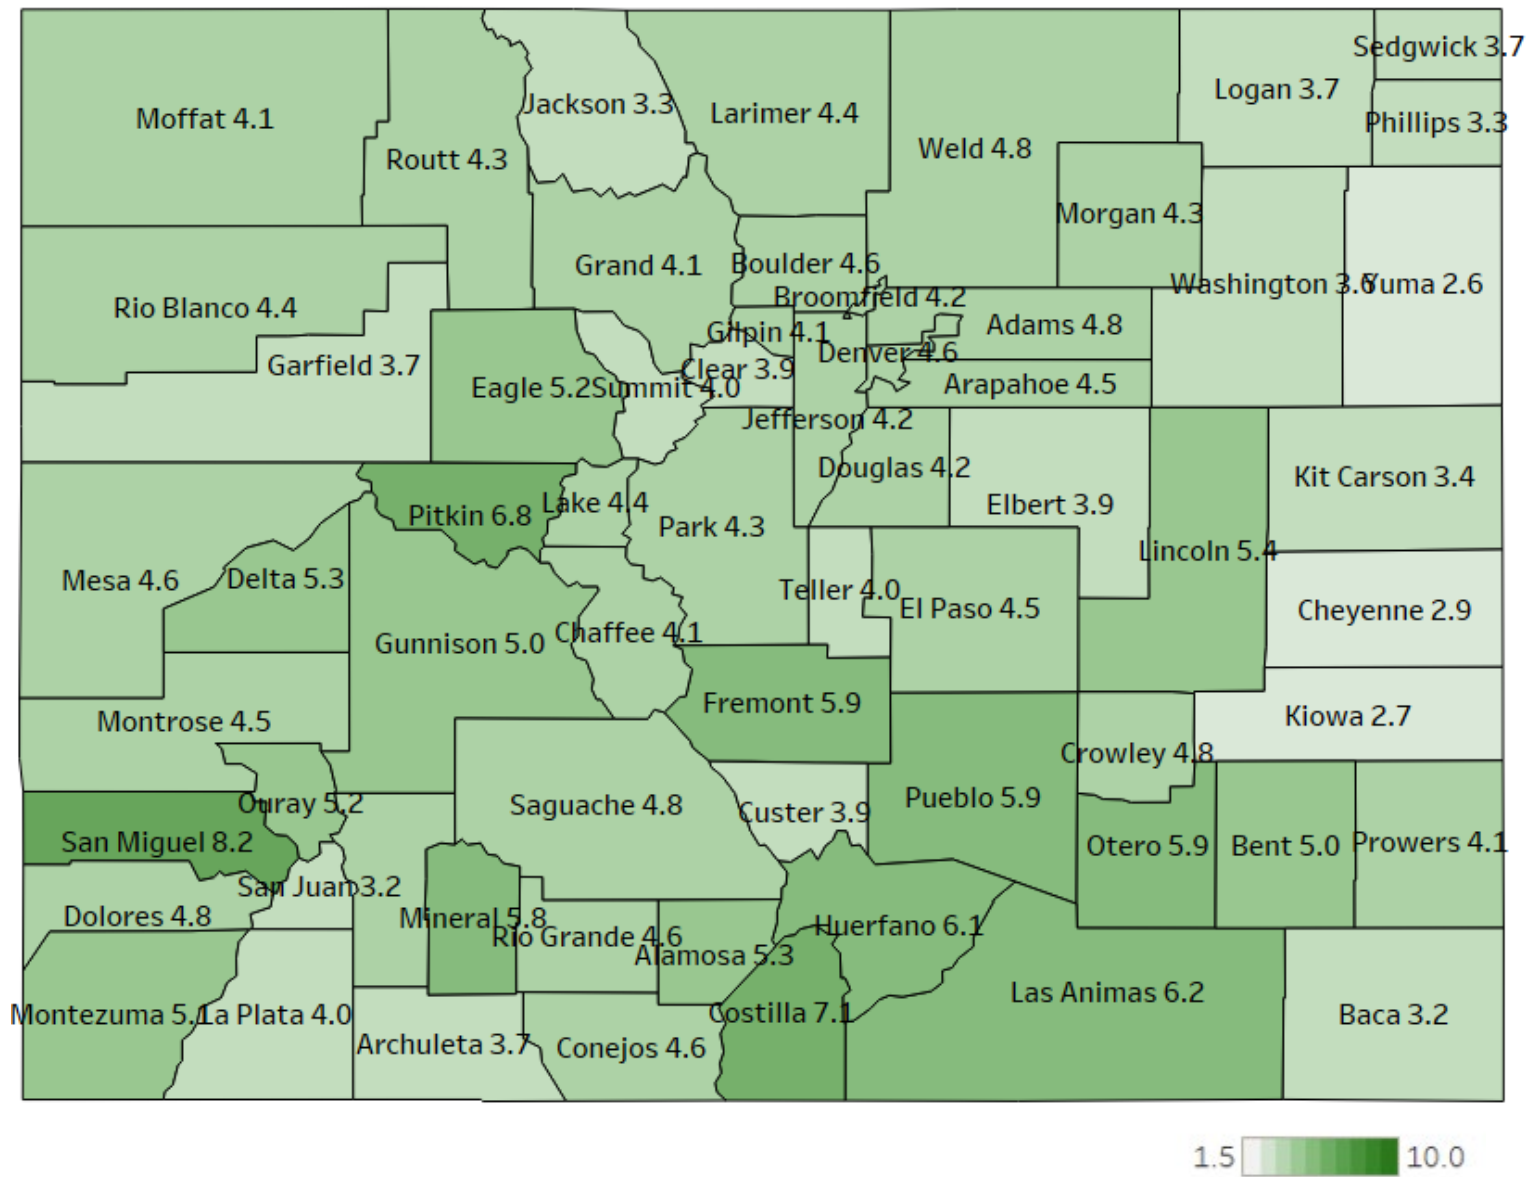 Sedgwick 3.7
Logan 3.7
Jackson 3.3
Larimer 4.4
Moffat 4.1
Phillips 3.3
Weld 4.8
Routt 4.3
Morgan 4.3
Boulder 4.6
Grand 4.1
Washington 3.6
Yuma 2.6
Broomfield 4.2
Rio Blanco 4.4
Adams 4.8
Gilpin 4.1
Denver 4.6
Garfield 3.7
Clear 3.9
Arapahoe 4.5
Eagle 5.2
Summit 4.0
Jefferson 4.2
Douglas 4.2
Kit Carson 3.4
Lake 4.4
Elbert 3.9
Pitkin 6.8
Park 4.3
Lincoln 5.4
Mesa 4.6
Delta 5.3
Teller 4.0
El Paso 4.5
Cheyenne 2.9
Chaffee 4.1
Gunnison 5.0
Fremont 5.9
Kiowa 2.7
Montrose 4.5
Crowley 4.8
Pueblo 5.9
Ouray 5.2
Saguache 4.8
Custer 3.9
San Miguel 8.2
Otero 5.9
Bent 5.0
Prowers 4.1
San Juan 3.2
Dolores 4.8
Mineral 5.8
Huerfano 6.1
Rio Grande 4.6
Alamosa 5.3
Las Animas 6.2
Costilla 7.1
Montezuma 5.1
La Plata 4.0
Baca 3.2
Archuleta 3.7
Conejos 4.6
1.5
10.0